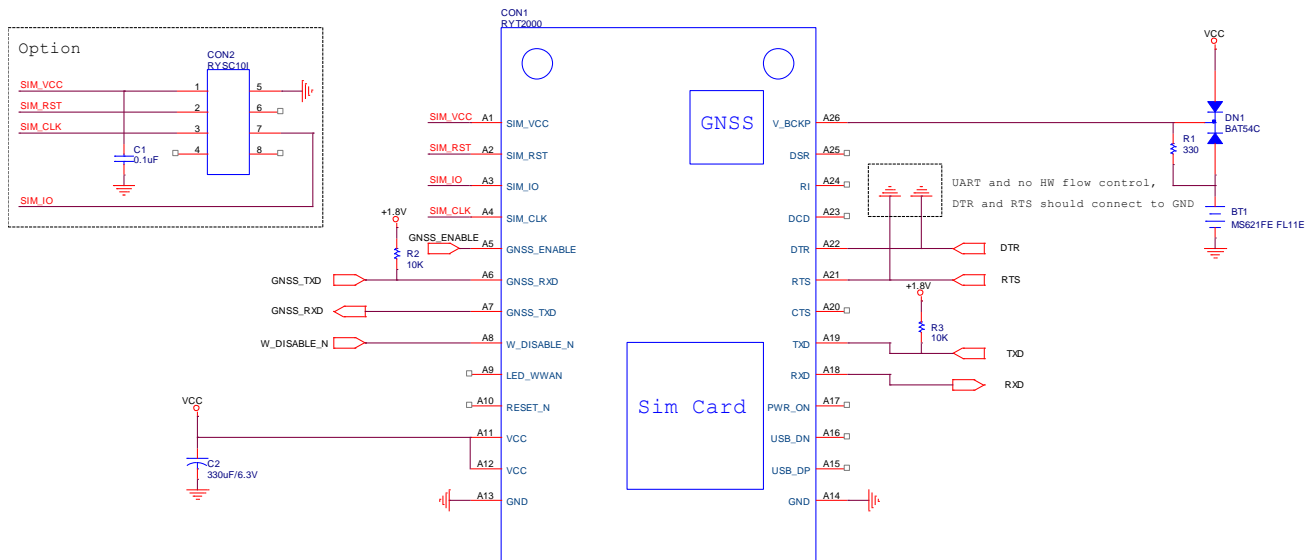 Option
CON2
RYSC10I
SIM_VCC
SIM_RST
SIM_CLK
SIM_IO
1
2
3
4
5
6
7
8
C1
0.1uF
CON1
RYT2000
GNSS
Sim Card
SIM_VCC A1 SIM_VCC
SIM_RST A2 SIM_RST
SIM_IO A3 SIM_IO
SIM_CLK A4 SIM_CLK
GNSS_ENABLE A5 GNSS_ENABLE
+1.8V
R2
10K
GNSS_TXD A6 GNSS_RXD
GNSS_RXD A7 GNSS_TXD
W_DISABLE_N A8 W_DISABLE_N
A9 LED_WWAN
A10 RESET_N
VCC
A11 VCC
A12 VCC
C2
330uF/6.3V
A13 GND
V_BCKP A26
DSR A25
RI A24
DCD A23
DTR A22 DTR
RTS A21 RTS
CTS A20
+1.8V
R3
10K
TXD A19 TXD
RXD A18 RXD
PWR_ON A17
USB_DN A16
USB_DP A15
GND A14
UART and no HW flow control,
DTR and RTS should connect to GND
VCC
DN1
BAT54C
R1
330
BT1
MS621FE FL11E